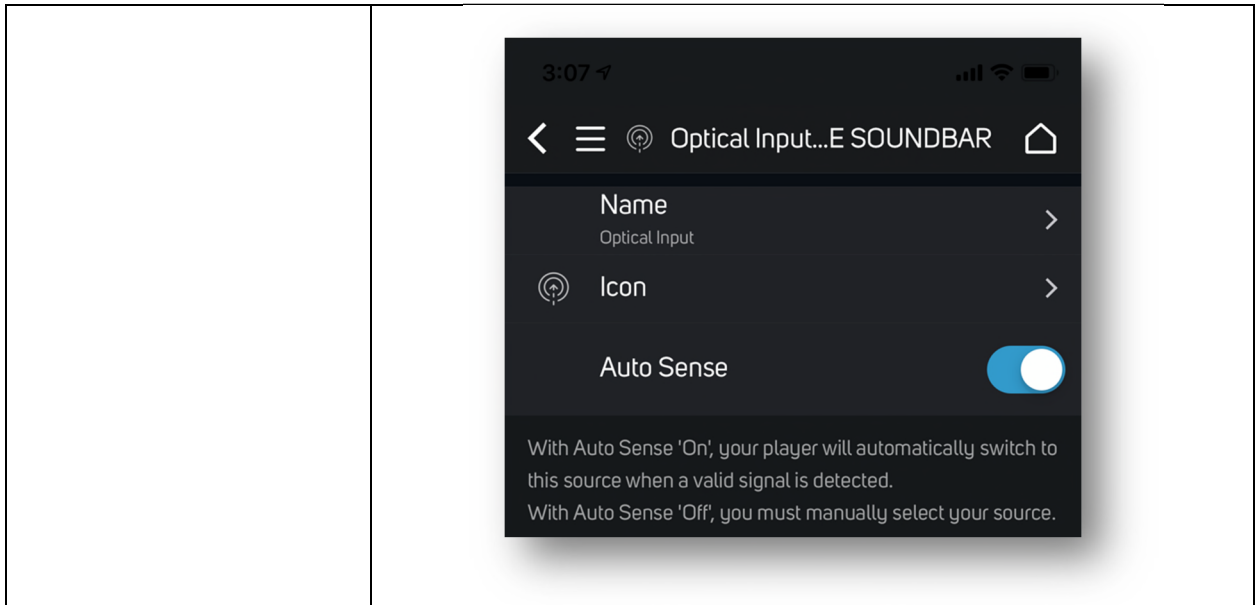 3:07
Optical Input...E SOUNDBAR
Name
Optical Input
Icon
Auto Sense
With Auto Sense 'On', your player will automatically switch to
this source when a valid signal is detected.
With Auto Sense 'Off', you must manually select your source.